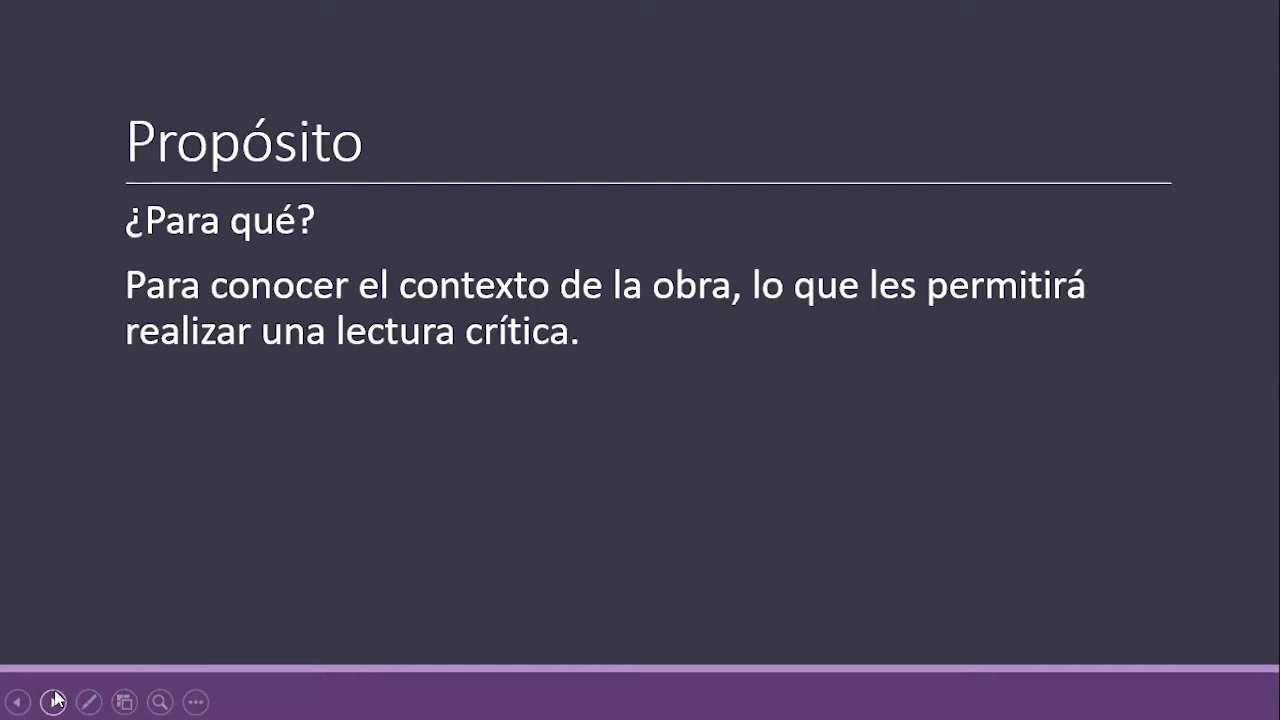 Propósito
¿Para qué?
Para conocer el contexto de la obra, lo que les permitirá
realizar una lectura crítica.